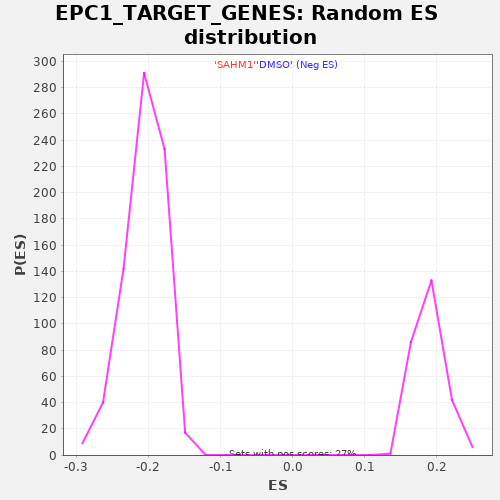 EPC1_TARGET_GENES: Random ES
distribution
'SAHM1''DMSO' (Neg ES)
300
280
260
240
220
200
180
160
140
120
100
80
60
40
20
0
P(ES)
Sets with pos scores: 27%
-0.3 -0.2 -0.1 0.0 0.1 0.2
ES